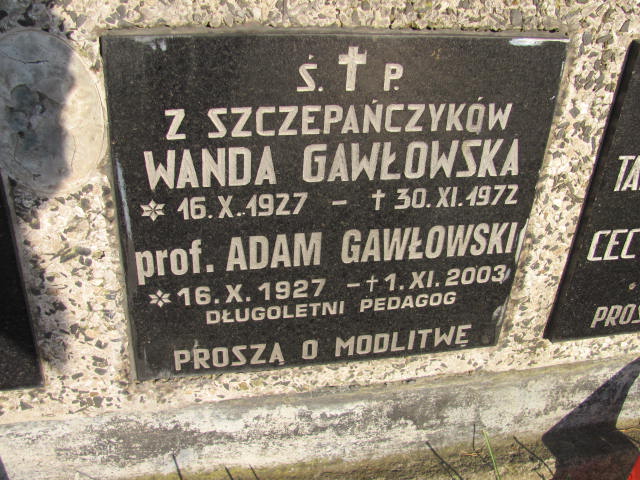 Ś. † P.
Z SZCZEPAŃCZYKÓW
WANDA GAWŁOWSKA
* 16. X. 1927 – † 30. XI. 1972
prof. ADAM GAWŁOWSKI
* 16. X. 1927 – † 1. XI. 2003
DŁUGOLETNI PEDAGOG
PROSZĄ O MODLITWĘ